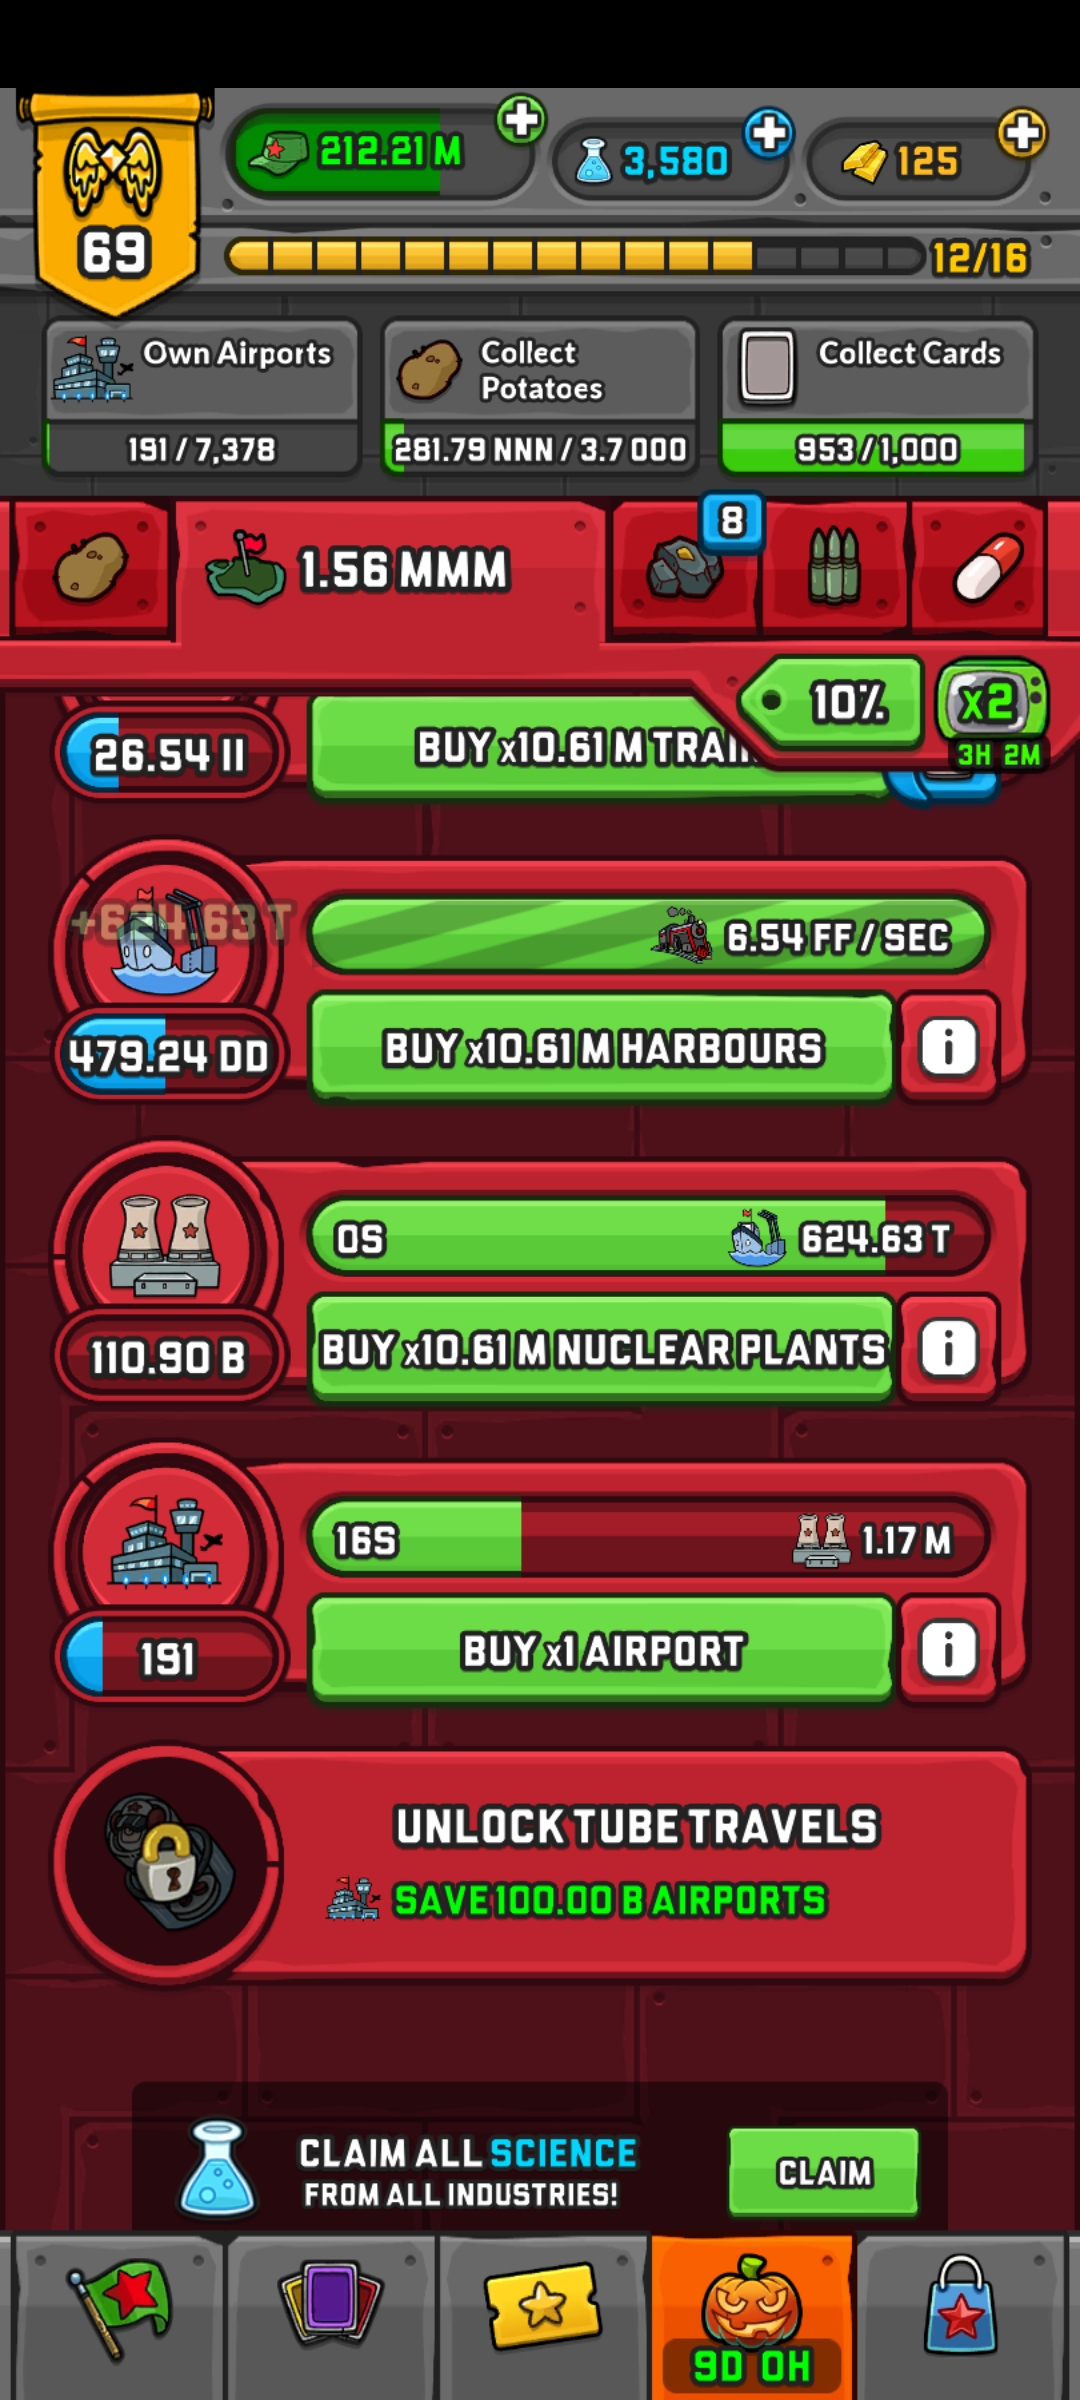 69
212.21 M
3,580
125
12/16
Own Airports
191 / 7,378
Collect
Potatoes
281.79 NNN / 3.7 OOO
Collect Cards
953 / 1,000
1.56 MMM
8
10%
x2
3H 2M
26.54 II
BUY x10.61 M TRAI
+624.63 T
6.54 FF / SEC
479.24 DD
BUY x10.61 M HARBOURS
i
0S
624.63 T
110.90 B
BUY x10.61 M NUCLEAR PLANTS
i
16S
1.17 M
191
BUY x1 AIRPORT
i
UNLOCK TUBE TRAVELS
SAVE 100.00 B AIRPORTS
CLAIM ALL SCIENCE
FROM ALL INDUSTRIES!
CLAIM
9D 0H